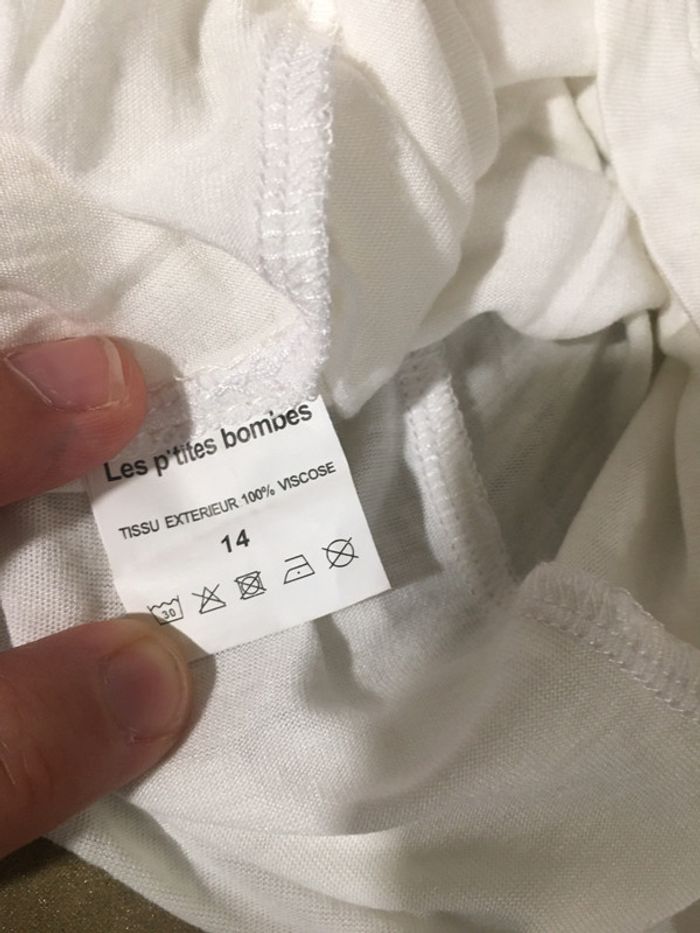 Les p'tites bombes
TISSU EXTERIEUR 100% VISCOSE
14
30